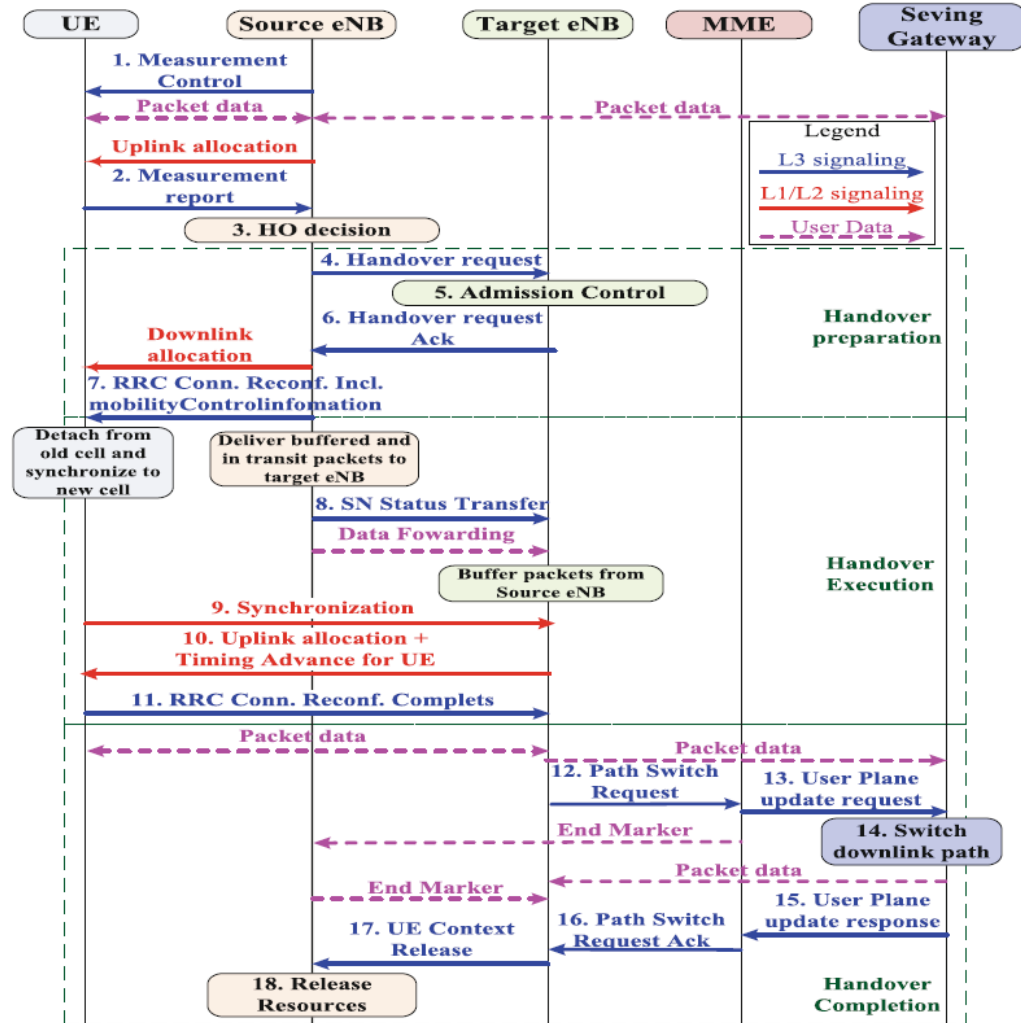 UE
Source eNB
Target eNB
MME
Seving
Gateway
1. Measurement
Control
Packet data
Packet data
Legend
L3 signaling
L1/L2 signaling
User Data
Uplink allocation
2. Measurement
report
3. HO decision
4. Handover request
5. Admission Control
6. Handover request
Ack
Handover
preparation
Downlink
allocation
7. RRC Conn. Reconf. Incl.
mobilityControlinfomation
Detach from
old cell and
synchronize to
new cell
Deliver buffered and
in transit packets to
target eNB
8. SN Status Transfer
Data Fowarding
Buffer packets from
Source eNB
Handover
Execution
9. Synchronization
10. Uplink allocation +
Timing Advance for UE
11. RRC Conn. Reconf. Complets
Packet data
Packet data
12. Path Switch
Request
13. User Plane
update request
End Marker
14. Switch
downlink path
Packet data
End Marker
15. User Plane
update response
16. Path Switch
Request Ack
17. UE Context
Release
18. Release
Resources
Handover
Completion